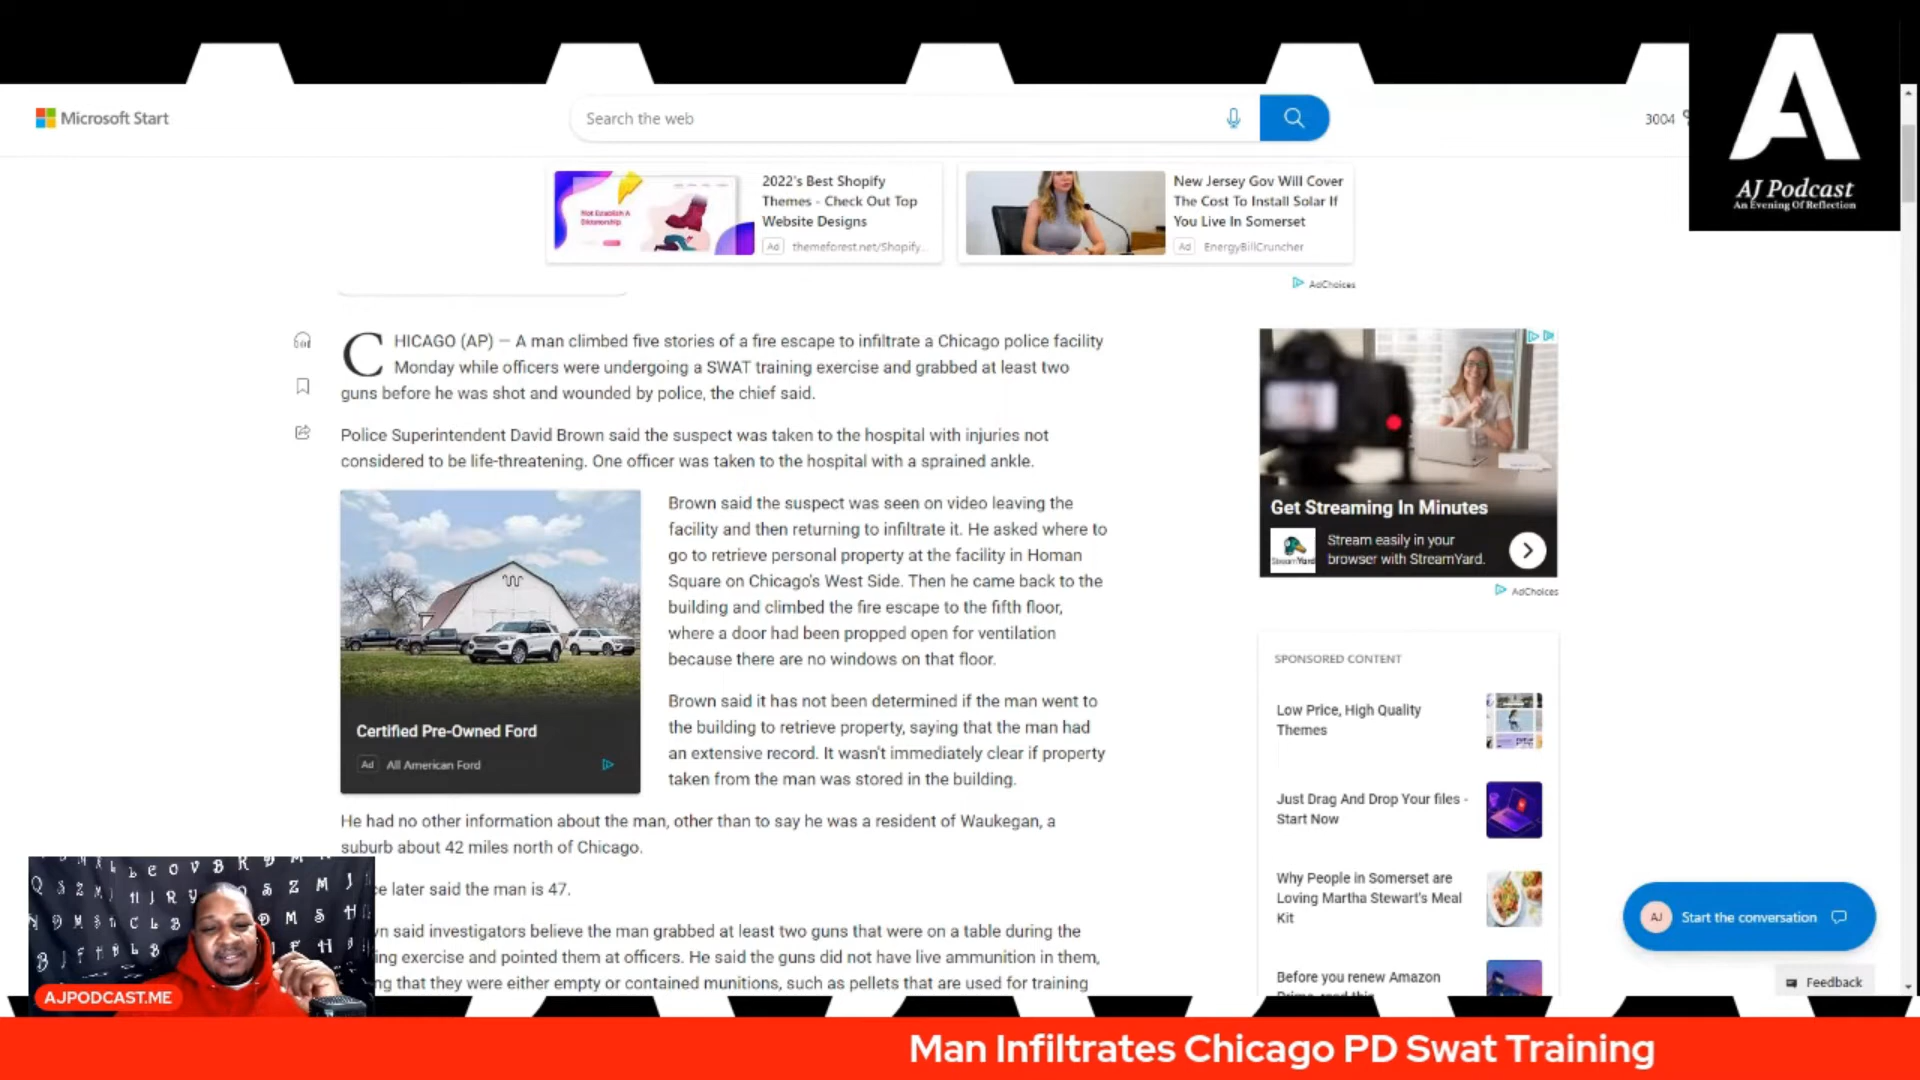 Microsoft Start
Search the web
3004
A
AJ Podcast
An Evening Of Reflection
2022's Best Shopify
Themes - Check Out Top
Website Designs
Ad themeforest.net/Shopify...
New Jersey Gov Will Cover
The Cost To Install Solar If
You Live In Somerset
Ad EnergyBillCruncher
AdChoices
CHICAGO (AP) — A man climbed five stories of a fire escape to infiltrate a Chicago police facility
Monday while officers were undergoing a SWAT training exercise and grabbed at least two
guns before he was shot and wounded by police, the chief said.
Police Superintendent David Brown said the suspect was taken to the hospital with injuries not
considered to be life-threatening. One officer was taken to the hospital with a sprained ankle.
Brown said the suspect was seen on video leaving the
facility and then returning to infiltrate it. He asked where to
go to retrieve personal property at the facility in Homan
Square on Chicago's West Side. Then he came back to the
building and climbed the fire escape to the fifth floor,
where a door had been propped open for ventilation
because there are no windows on that floor.
Brown said it has not been determined if the man went to
the building to retrieve property, saying that the man had
an extensive record. It wasn't immediately clear if property
taken from the man was stored in the building.
Certified Pre-Owned Ford
Ad All American Ford
He had no other information about the man, other than to say he was a resident of Waukegan, a
suburb about 42 miles north of Chicago.
ce later said the man is 47.
n said investigators believe the man grabbed at least two guns that were on a table during the
ing exercise and pointed them at officers. He said the guns did not have live ammunition in them,
ng that they were either empty or contained munitions, such as pellets that are used for training
Get Streaming In Minutes
StreamYard
Stream easily in your
browser with StreamYard.
AdChoices
SPONSORED CONTENT
Low Price, High Quality
Themes
Just Drag And Drop Your files -
Start Now
Why People in Somerset are
Loving Martha Stewart's Meal
Kit
Before you renew Amazon
Prime, read this
AJ Start the conversation
Feedback
AJPODCAST.ME
Man Infiltrates Chicago PD Swat Training